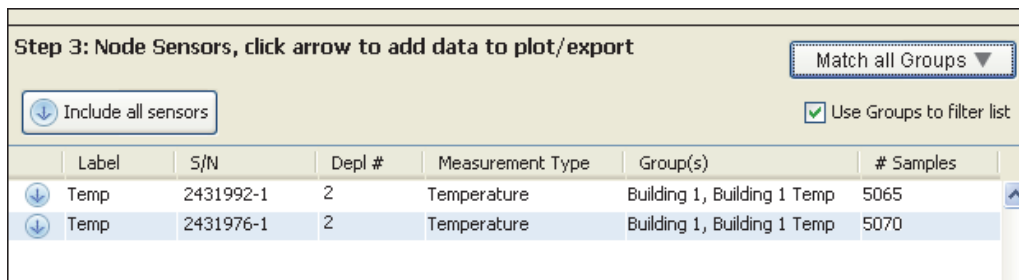 Step 3: Node Sensors, click arrow to add data to plot/export
Match all Groups
Include all sensors
Use Groups to filter list
Label S/N Depl # Measurement Type Group(s) # Samples
Temp 2431992-1 2 Temperature Building 1, Building 1 Temp 5065
Temp 2431976-1 2 Temperature Building 1, Building 1 Temp 5070